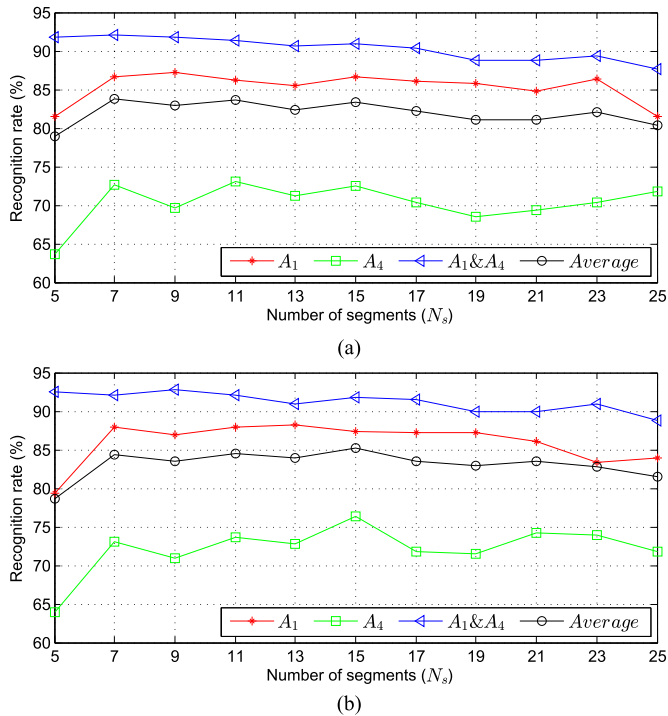 95
90
85
80
75
70
65
60
Recognition rate (%)
A₁ A₄ A₁&A₄ Average
5 7 9 11 13 15 17 19 21 23 25
Number of segments (Nₛ)
(a)
95
90
85
80
75
70
65
60
Recognition rate (%)
A₁ A₄ A₁&A₄ Average
5 7 9 11 13 15 17 19 21 23 25
Number of segments (Nₛ)
(b)